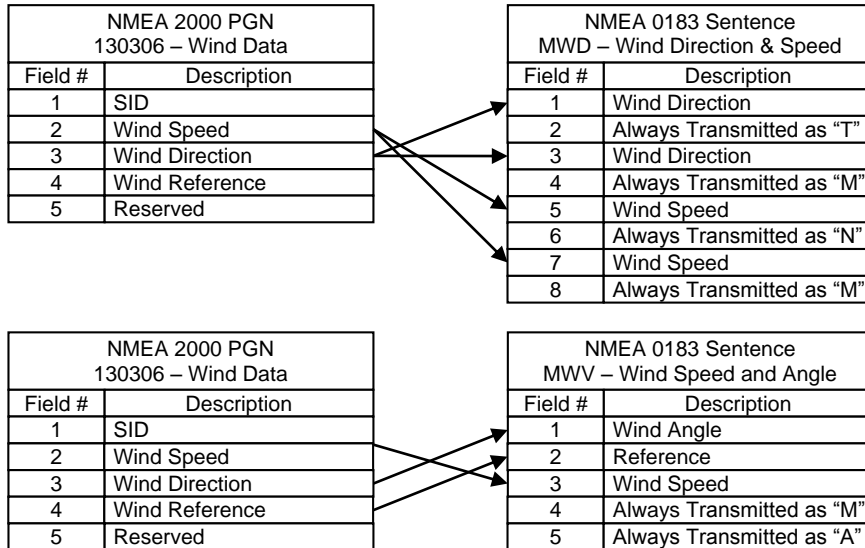 NMEA 2000 PGN
130306 – Wind Data
Field # Description
1 SID
2 Wind Speed
3 Wind Direction
4 Wind Reference
5 Reserved
NMEA 0183 Sentence
MWD – Wind Direction & Speed
Field # Description
1 Wind Direction
2 Always Transmitted as “T”
3 Wind Direction
4 Always Transmitted as “M”
5 Wind Speed
6 Always Transmitted as “N”
7 Wind Speed
8 Always Transmitted as “M”
NMEA 2000 PGN
130306 – Wind Data
Field # Description
1 SID
2 Wind Speed
3 Wind Direction
4 Wind Reference
5 Reserved
NMEA 0183 Sentence
MWV – Wind Speed and Angle
Field # Description
1 Wind Angle
2 Reference
3 Wind Speed
4 Always Transmitted as “M”
5 Always Transmitted as “A”